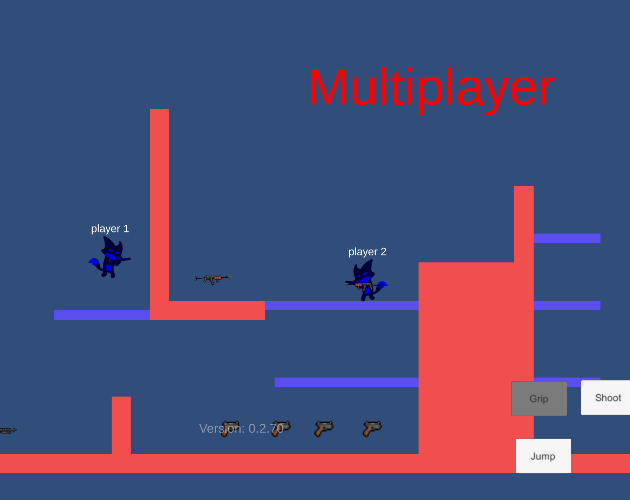 Multiplayer
player 1
player 2
Grip
Shoot
Version: 0.2.70
Jump